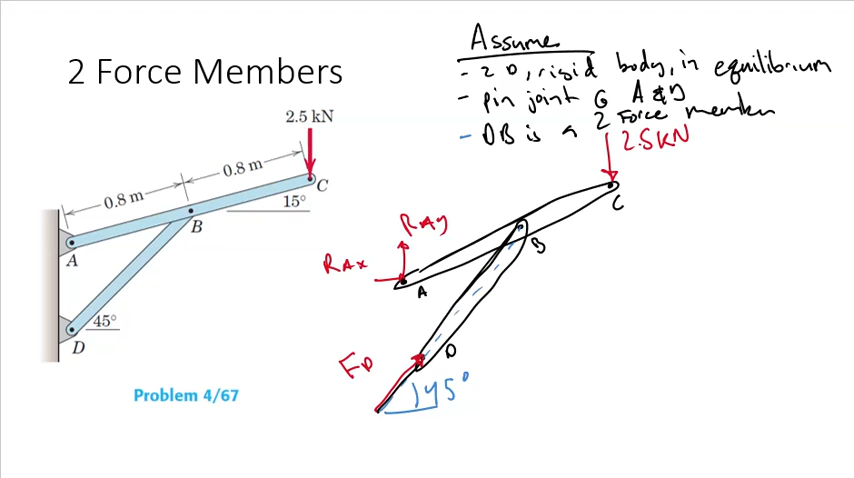 2 Force Members
Assume
- 2D, rigid body, in equilibrium
- pin joint @ A & D
- DB is a 2 Force member
2.5 kN
0.8 m
0.8 m
C
15°
B
A
45°
D
Problem 4/67
2.5KN
C
RAy
RAx
B
A
D
FD
45°